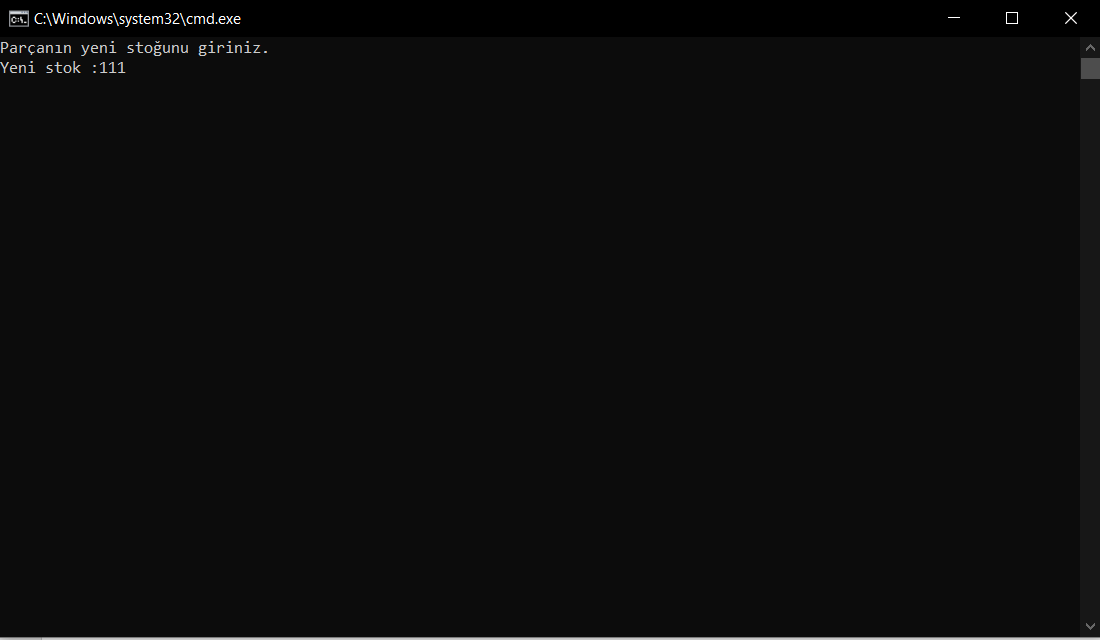 C:\Windows\system32\cmd.exe
Parçanın yeni stoğunu giriniz.
Yeni stok :111